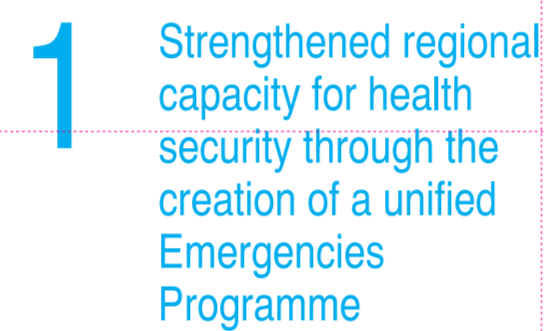 1
Strengthened regional
capacity for health
security through the
creation of a unified
Emergencies
Programme